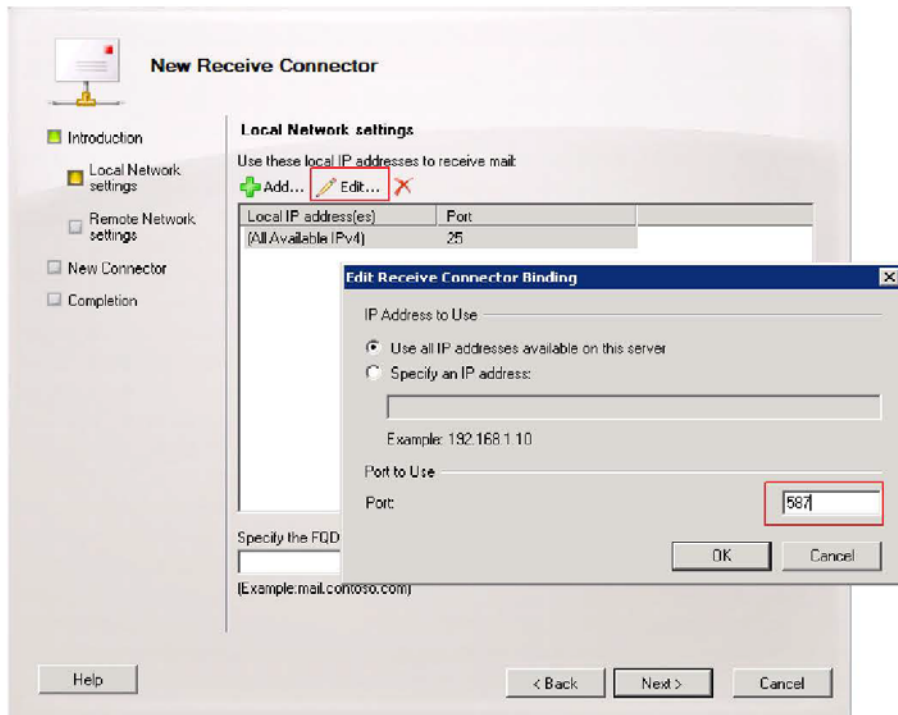 New Receive Connector
Introduction
Local Network
settings
Remote Network
settings
New Connector
Completion
Local Network settings
Use these local IP addresses to receive mail:
Add... Edit...
Local IP address(es) Port
(All Available IPv4) 25
Edit Receive Connector Binding
IP Address to Use
Use all IP addresses available on this server
Specify an IP address:
Example: 192.168.1.10
Port to Use
Port: 587
OK Cancel
Specify the FQD
(Example:mail.contoso.com)
Help < Back Next > Cancel